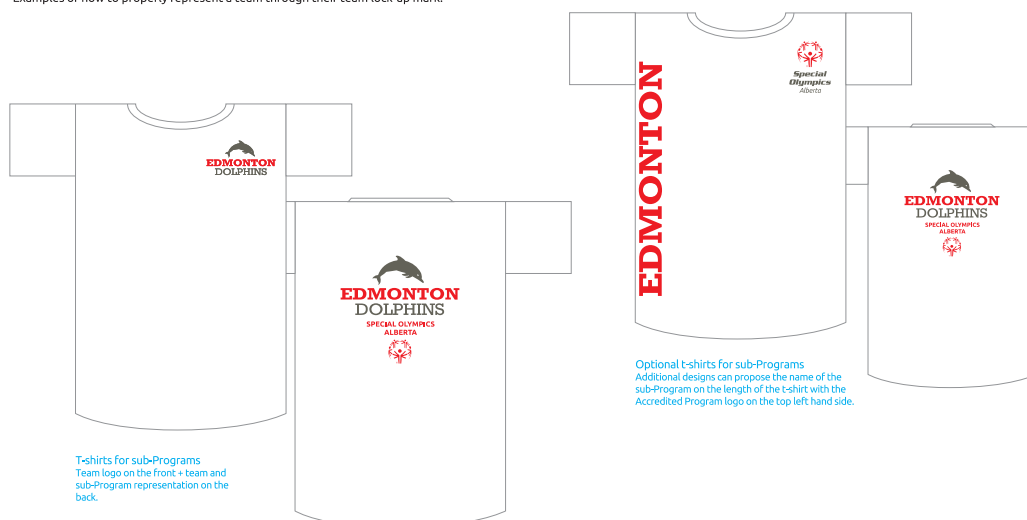 Examples of how to properly represent a team through their team lock-up mark.
EDMONTON
DOLPHINS
EDMONTON
DOLPHINS
SPECIAL OLYMPICS
ALBERTA
T-shirts for sub-Programs
Team logo on the front + team and
sub-Program representation on the
back.
EDMONTON
Special
Olympics
Alberta
EDMONTON
DOLPHINS
SPECIAL OLYMPICS
ALBERTA
Optional t-shirts for sub-Programs
Additional designs can propose the name of the
sub-Program on the length of the t-shirt with the
Accredited Program logo on the top left hand side.